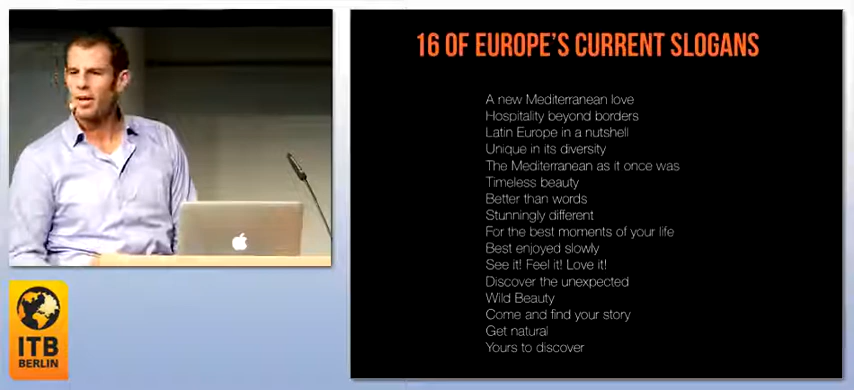 16 OF EUROPE'S CURRENT SLOGANS
A new Mediterranean love
Hospitality beyond borders
Latin Europe in a nutshell
Unique in its diversity
The Mediterranean as it once was
Timeless beauty
Better than words
Stunningly different
For the best moments of your life
Best enjoyed slowly
See it! Feel it! Love it!
Discover the unexpected
Wild Beauty
Come and find your story
Get natural
Yours to discover
ITB
BERLIN